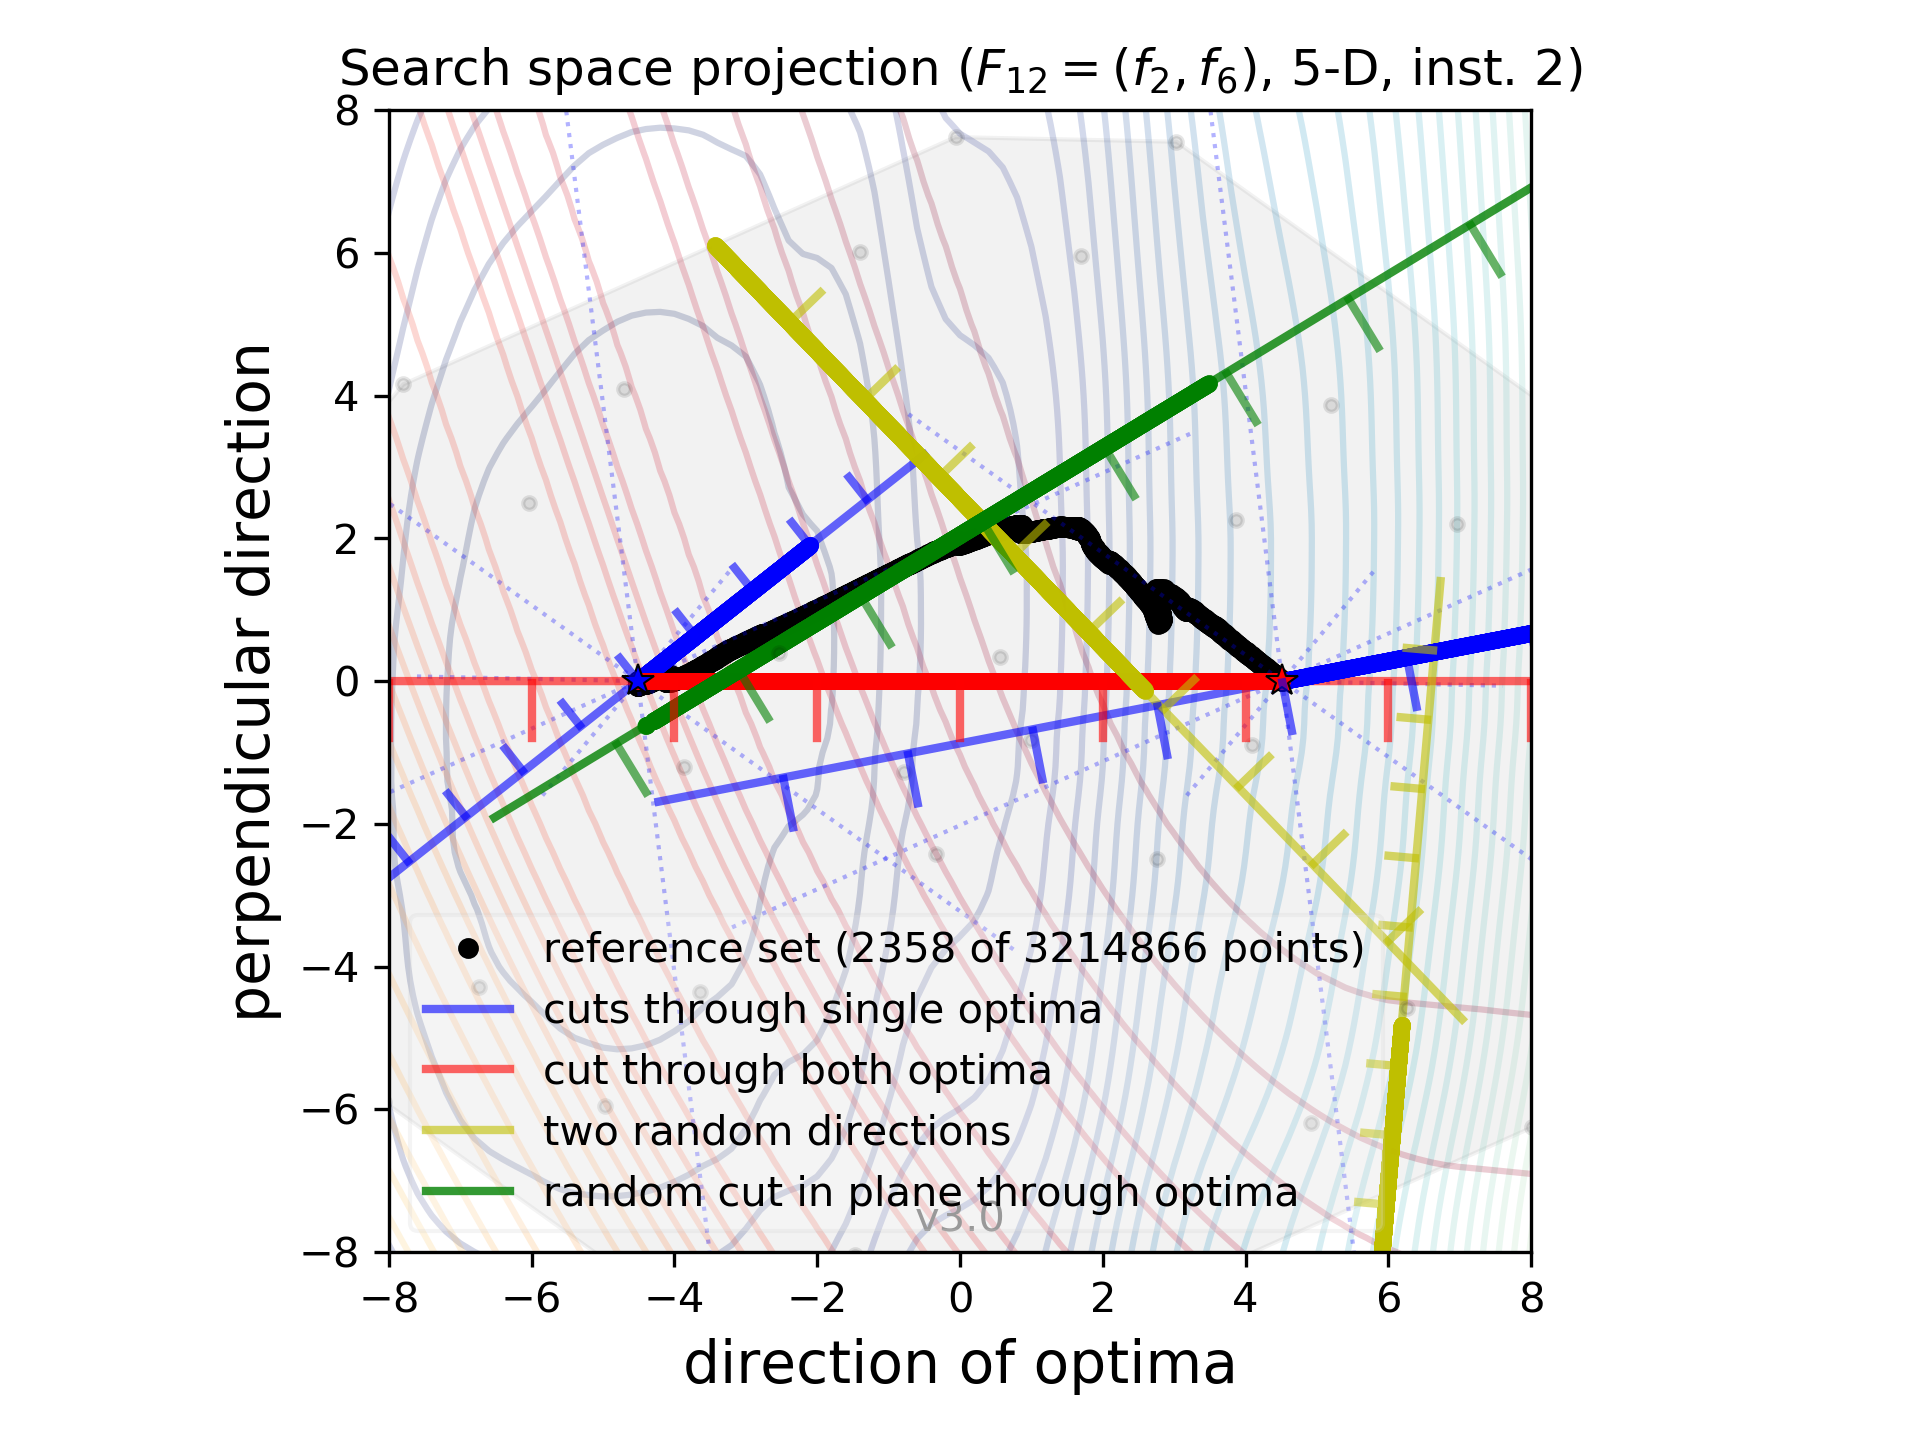 Search space projection (F12 = (f2, f6), 5-D, inst. 2)
8
6
4
2
0
−2
−4
−6
−8
perpendicular direction
reference set (2358 of 3214866 points)
cuts through single optima
cut through both optima
two random directions
random cut in plane through optima
v3.0
−8 −6 −4 −2 0 2 4 6 8
direction of optima